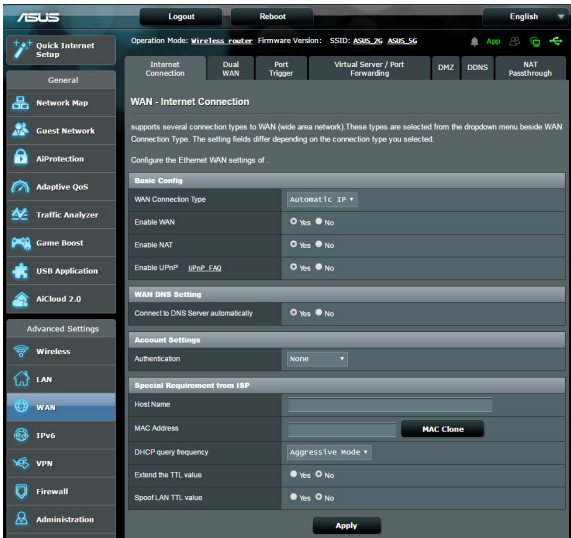 ASUS Logout Reboot English
Quick Internet Setup
Operation Mode: Wireless router Firmware Version: SSID: ASUS_2G ASUS_5G App
General
Network Map
Guest Network
AiProtection
Adaptive QoS
Traffic Analyzer
Game Boost
USB Application
AiCloud 2.0
Advanced Settings
Wireless
LAN
WAN
IPv6
VPN
Firewall
Administration
Internet Connection
Dual WAN
Port Trigger
Virtual Server / Port Forwarding
DMZ
DDNS
NAT Passthrough
WAN - Internet Connection
supports several connection types to WAN (wide area network).These types are selected from the dropdown menu beside WAN
Connection Type. The setting fields differ depending on the connection type you selected.
Configure the Ethernet WAN settings of .
Basic Config
WAN Connection Type Automatic IP
Enable WAN Yes No
Enable NAT Yes No
Enable UPnP UPnP FAQ Yes No
WAN DNS Setting
Connect to DNS Server automatically Yes No
Account Settings
Authentication None
Special Requirement from ISP
Host Name
MAC Address MAC Clone
DHCP query frequency Aggressive Mode
Extend the TTL value Yes No
Spoof LAN TTL value Yes No
Apply